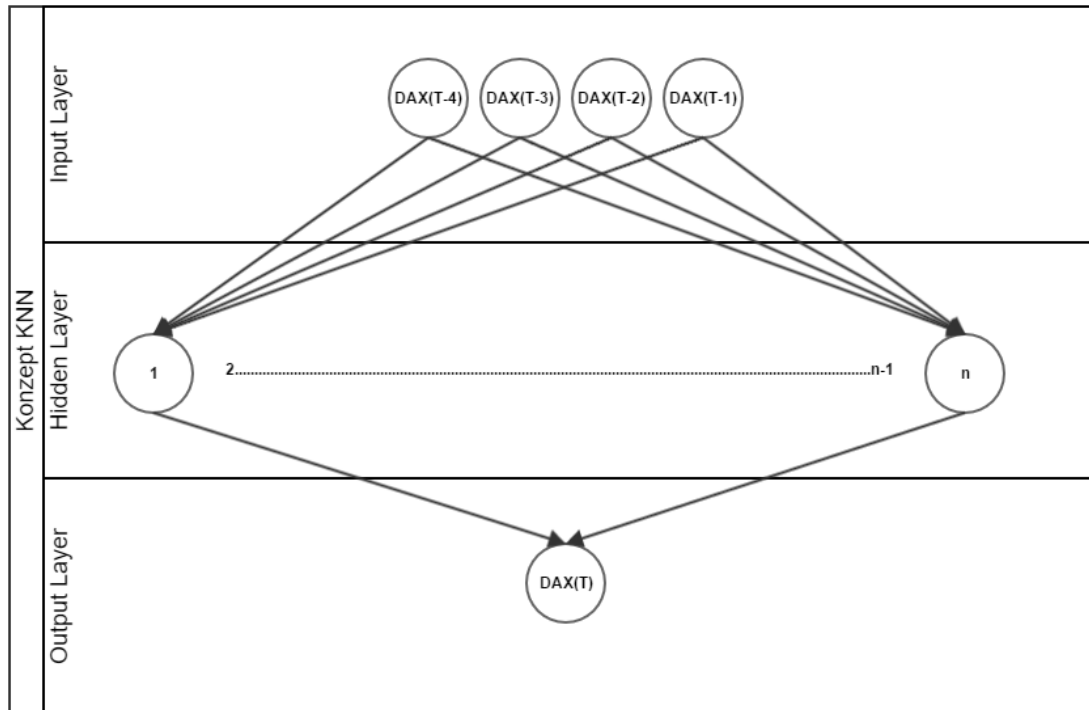 Konzept KNN
Input Layer
DAX(T-4) DAX(T-3) DAX(T-2) DAX(T-1)
Hidden Layer
1 2...............................................................................................................................................n-1 n
Output Layer
DAX(T)